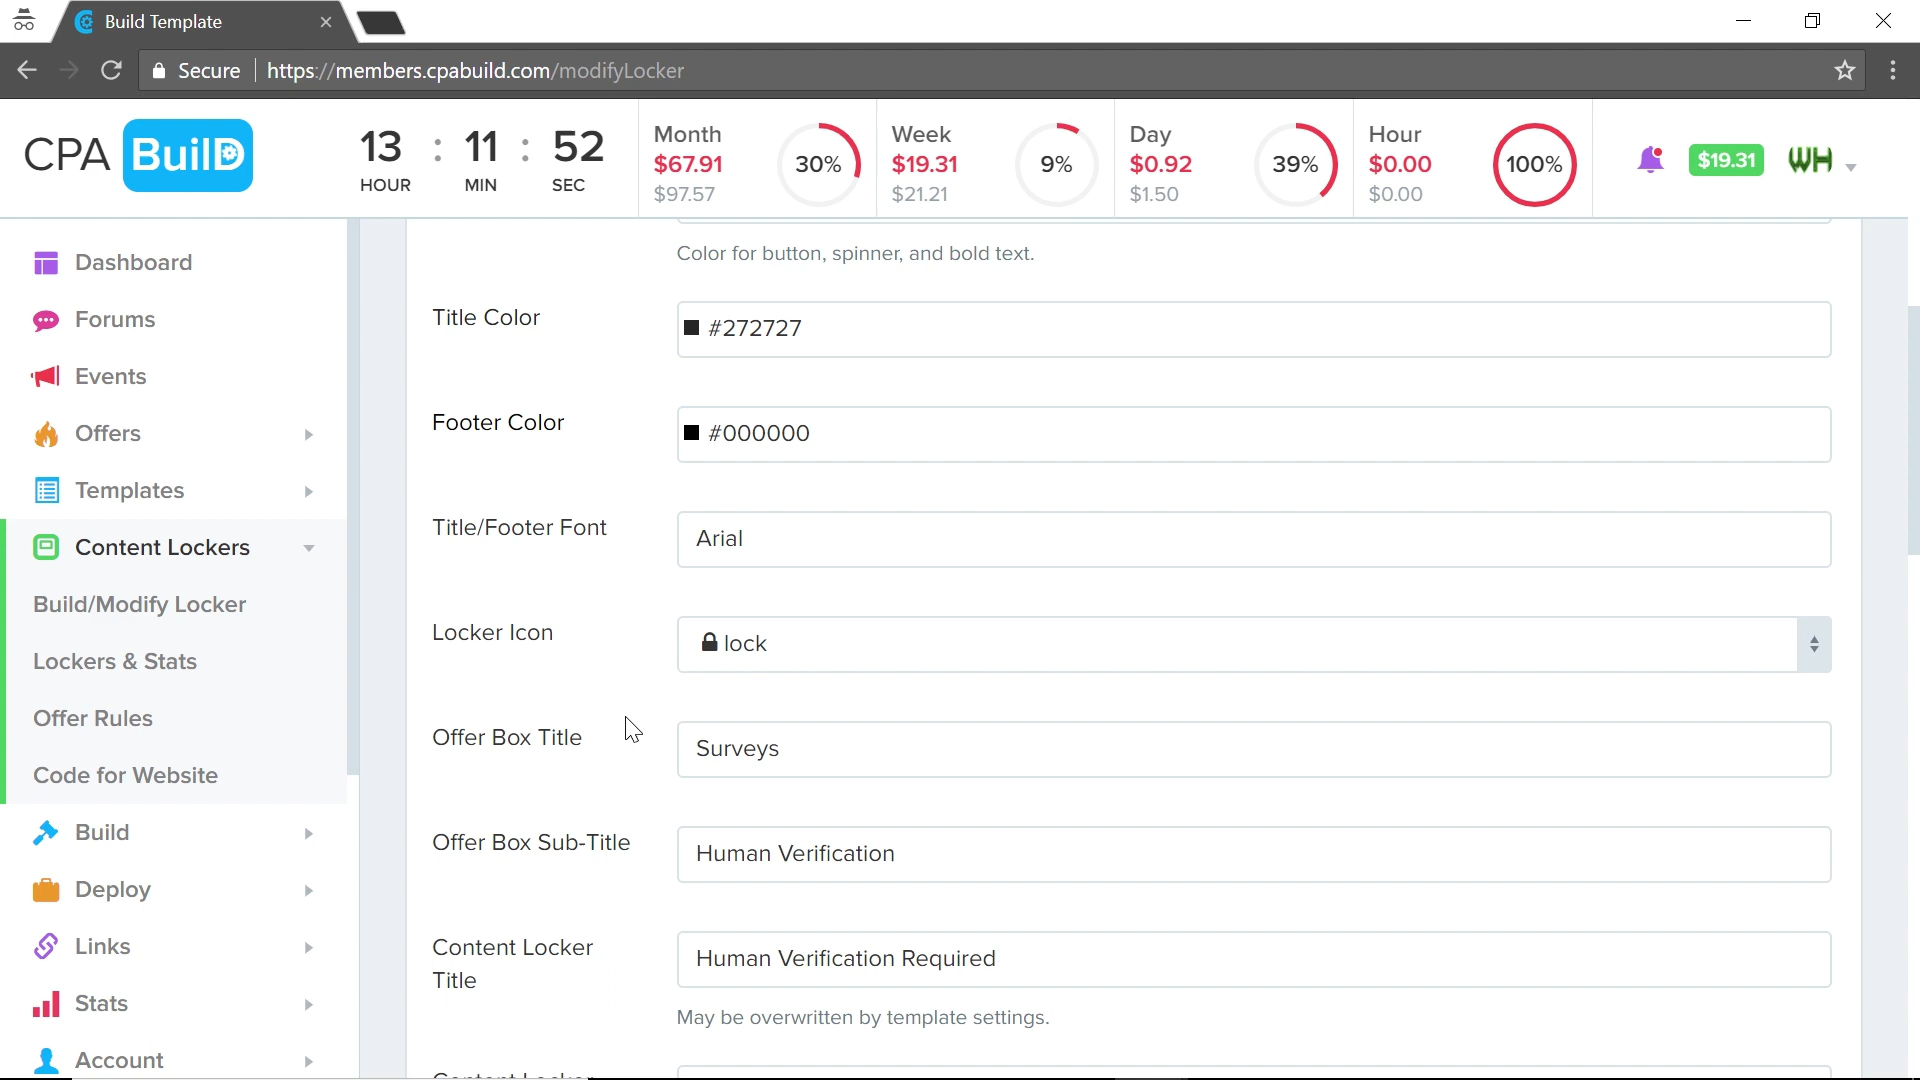 Build Template
Secure https://members.cpabuild.com/modifyLocker
CPA BuilD
13 : 11 : 52
HOUR MIN SEC
Month
$67.91
$97.57
30%
Week
$19.31
$21.21
9%
Day
$0.92
$1.50
39%
Hour
$0.00
$0.00
100%
$19.31
WH
Dashboard
Forums
Events
Offers
Templates
Content Lockers
Build/Modify Locker
Lockers & Stats
Offer Rules
Code for Website
Build
Deploy
Links
Stats
Account
Color for button, spinner, and bold text.
Title Color
#272727
Footer Color
#000000
Title/Footer Font
Arial
Locker Icon
lock
Offer Box Title
Surveys
Offer Box Sub-Title
Human Verification
Content Locker
Title
Human Verification Required
May be overwritten by template settings.